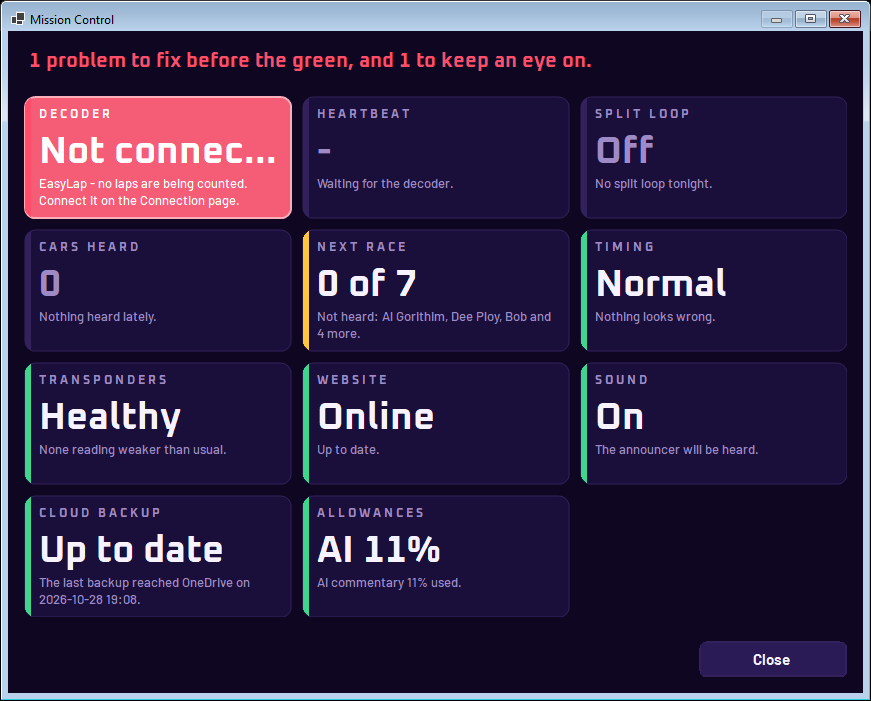 Mission Control
1 problem to fix before the green, and 1 to keep an eye on.
DECODER
Not connec...
EasyLap - no laps are being counted.
Connect it on the Connection page.
HEARTBEAT
-
Waiting for the decoder.
SPLIT LOOP
Off
No split loop tonight.
CARS HEARD
0
Nothing heard lately.
NEXT RACE
0 of 7
Not heard: Al Gorithim, Dee Ploy, Bob and
4 more.
TIMING
Normal
Nothing looks wrong.
TRANSPONDERS
Healthy
None reading weaker than usual.
WEBSITE
Online
Up to date.
SOUND
On
The announcer will be heard.
CLOUD BACKUP
Up to date
The last backup reached OneDrive on
2026-10-28 19:08.
ALLOWANCES
AI 11%
AI commentary 11% used.
Close